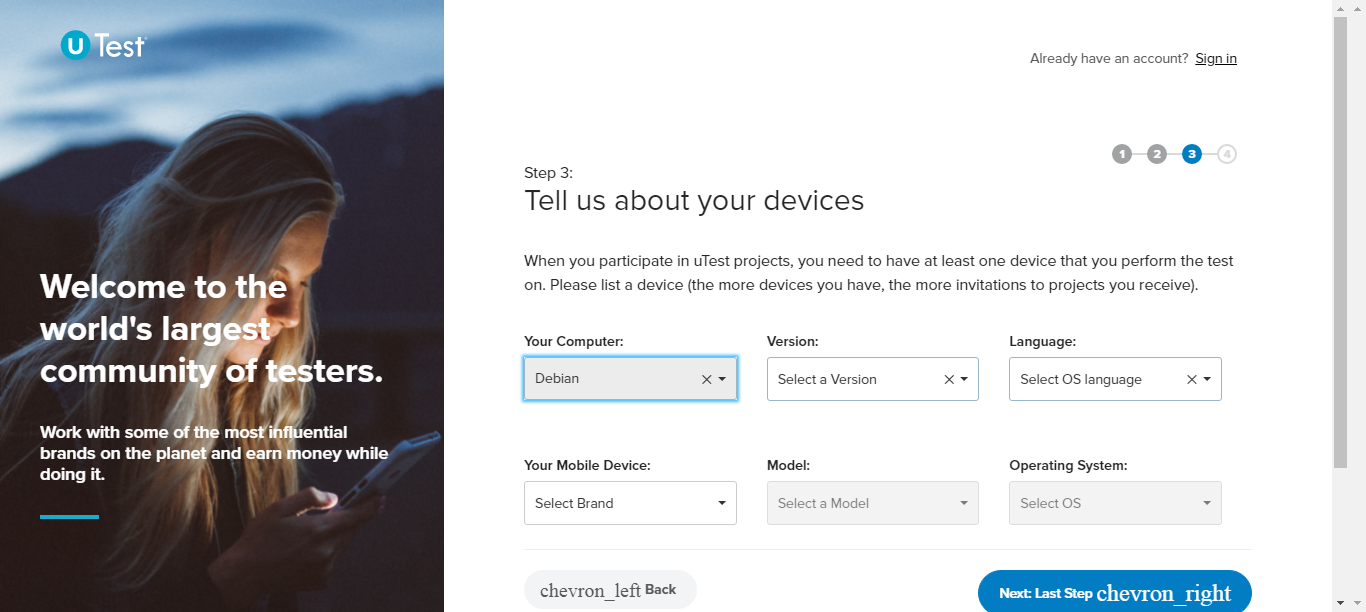 U Test
Already have an account? Sign in
1 2 3 4
Step 3:
Tell us about your devices
When you participate in uTest projects, you need to have at least one device that you perform the test
on. Please list a device (the more devices you have, the more invitations to projects you receive).
Welcome to the
world's largest
community of testers.
Work with some of the most influential
brands on the planet and earn money while
doing it.
Your Computer: Version: Language:
Debian Select a Version Select OS language
Your Mobile Device: Model: Operating System:
Select Brand Select a Model Select OS
chevron_left Back Next: Last Step chevron_right